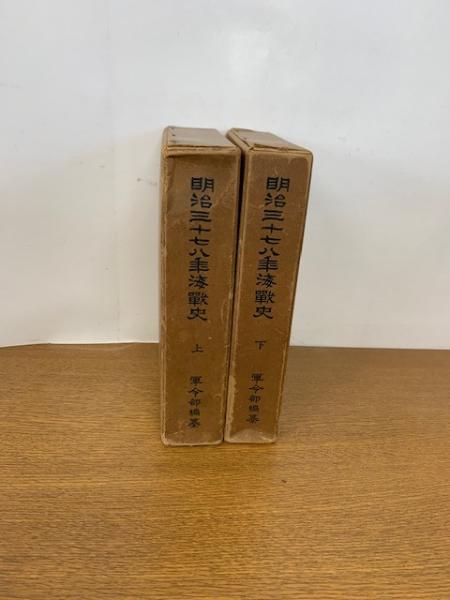 明治三十七八年海戰史
上
軍令部編纂
明治三十七八年海戰史
下
軍令部編纂